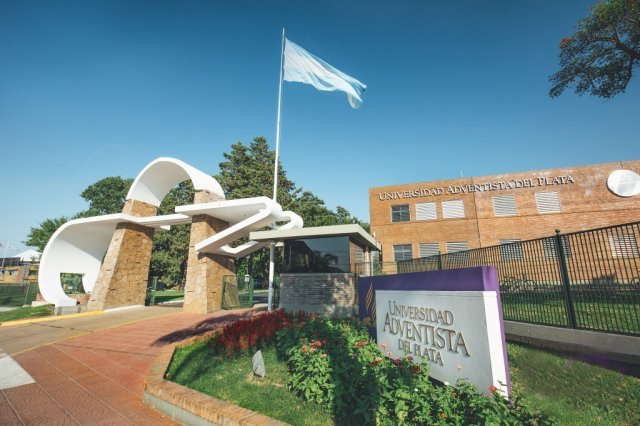 UNIVERSIDAD ADVENTISTA DEL PLATA
UNIVERSIDAD
ADVENTISTA
DEL PLATA